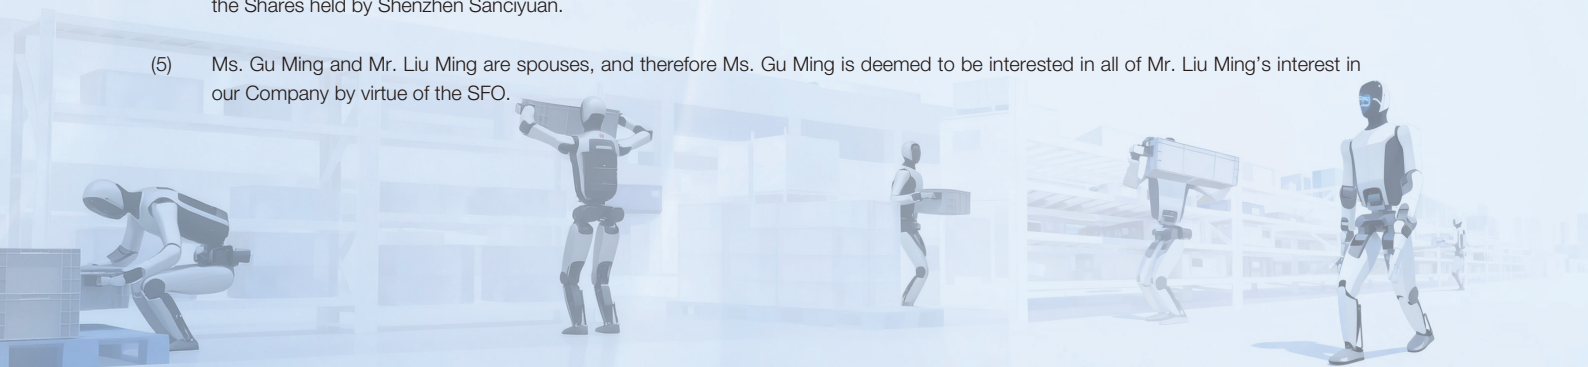 the Shares held by Shenzhen Sanciyuan.
(5) Ms. Gu Ming and Mr. Liu Ming are spouses, and therefore Ms. Gu Ming is deemed to be interested in all of Mr. Liu Ming's interest in
our Company by virtue of the SFO.